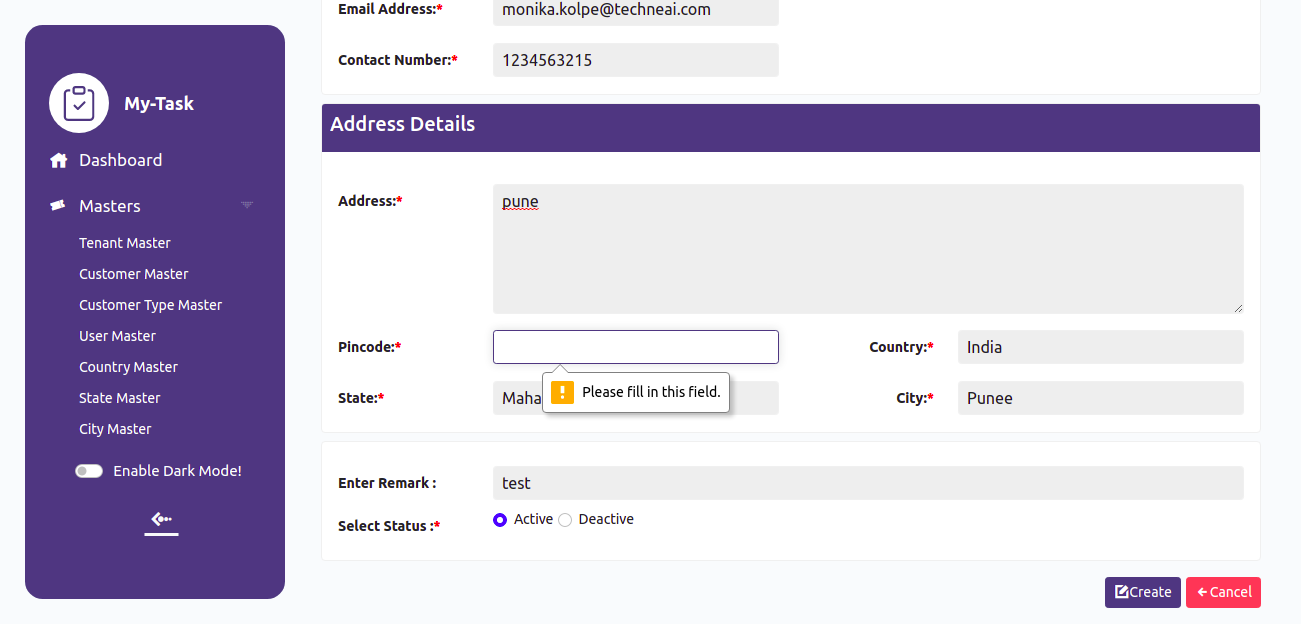 My-Task
Dashboard
Masters
Tenant Master
Customer Master
Customer Type Master
User Master
Country Master
State Master
City Master
Enable Dark Mode!
Email Address:* monika.kolpe@techneai.com
Contact Number:* 1234563215
Address Details
Address:* pune
Pincode:* Country:* India
Please fill in this field.
State:* Maha City:* Punee
Enter Remark : test
Select Status :* Active Deactive
Create Cancel